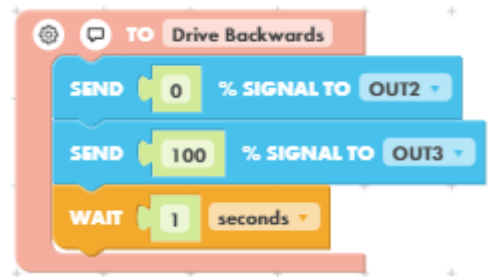 TO Drive Backwards
SEND 0 % SIGNAL TO OUT2
SEND 100 % SIGNAL TO OUT3
WAIT 1 seconds